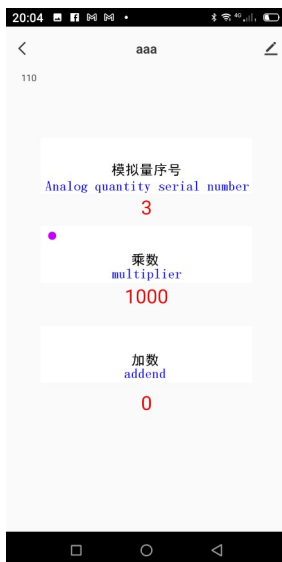 20:04
4G
aaa
110
模拟量序号
Analog quantity serial number
3
乘数
multiplier
1000
加数
addend
0